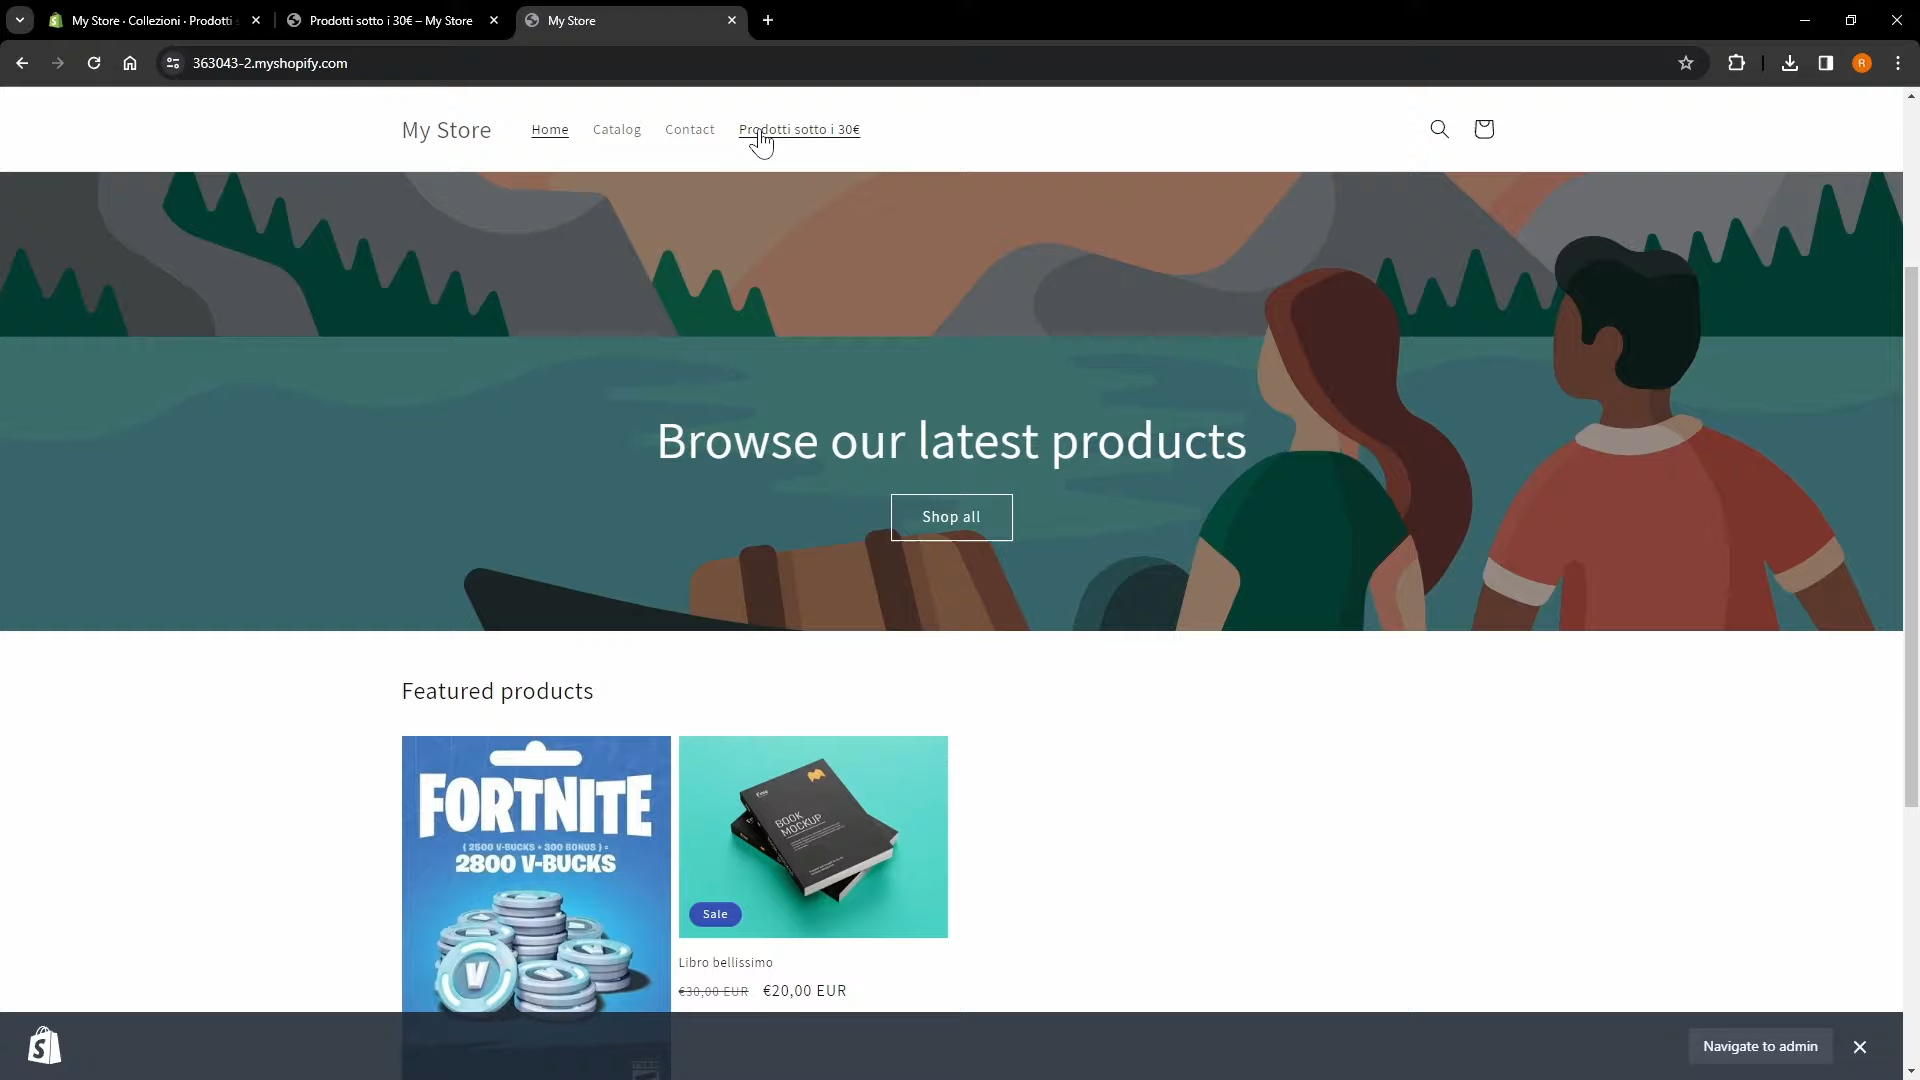 My Store · Collezioni · Prodotti s
Prodotti sotto i 30€ – My Store
My Store
363043-2.myshopify.com
R
My Store
Home
Catalog
Contact
Prodotti sotto i 30€
Browse our latest products
Shop all
Featured products
FORTNITE
( 2500 V-BUCKS + 300 BONUS ) =
2800 V-BUCKS
V
BOOK
MOCKUP
Sale
Libro bellissimo
€30,00 EUR €20,00 EUR
S
Navigate to admin